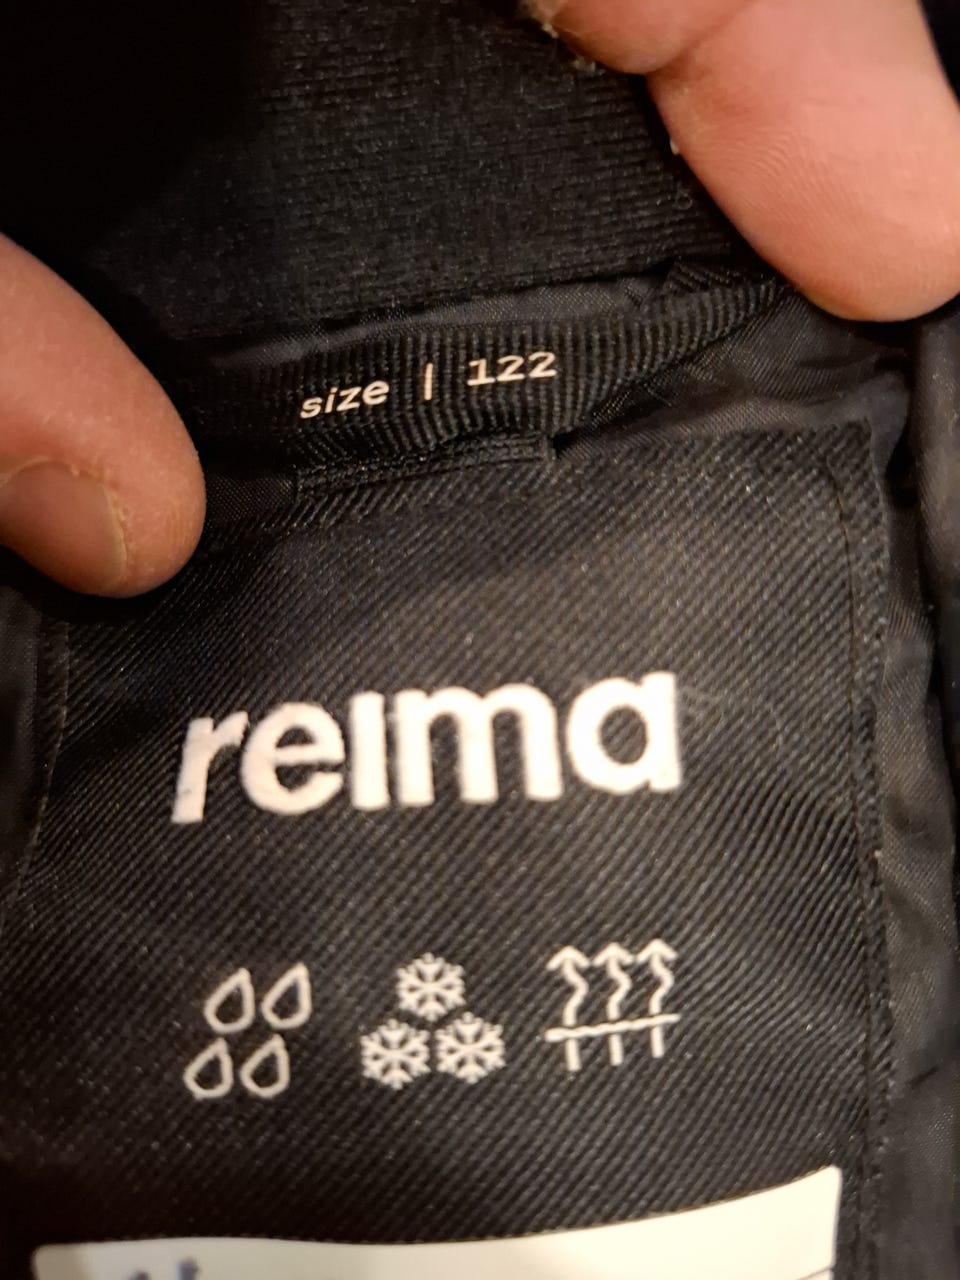 size | 122
reima